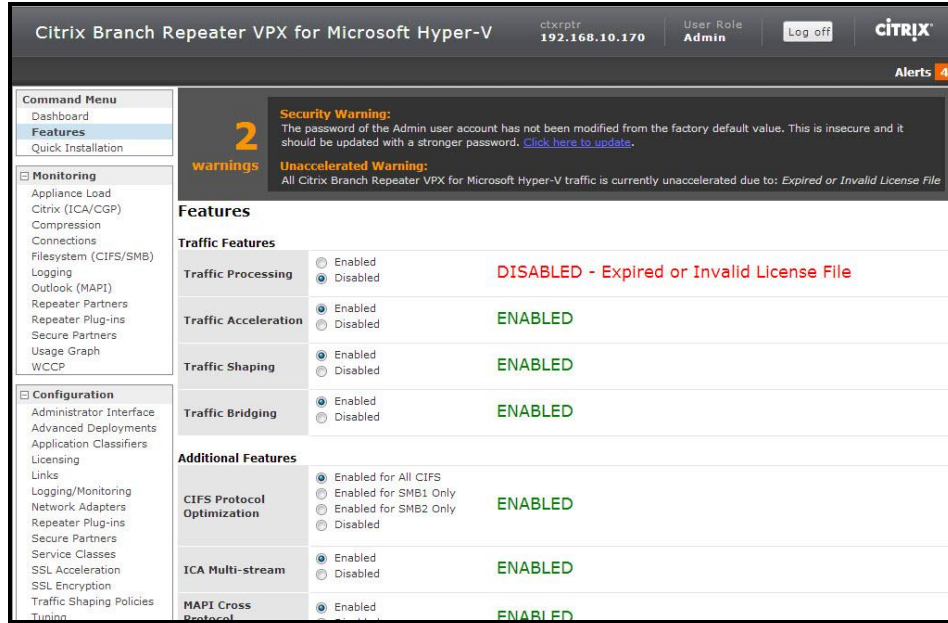 Citrix Branch Repeater VPX for Microsoft Hyper-V
ctxrptr
192.168.10.170
User Role
Admin
Log off
CITRIX
Alerts 4
Command Menu
Dashboard
Features
Quick Installation
Monitoring
Appliance Load
Citrix (ICA/CGP)
Compression
Connections
Filesystem (CIFS/SMB)
Logging
Outlook (MAPI)
Repeater Partners
Repeater Plug-ins
Secure Partners
Usage Graph
WCCP
Configuration
Administrator Interface
Advanced Deployments
Application Classifiers
Licensing
Links
Logging/Monitoring
Network Adapters
Repeater Plug-ins
Secure Partners
Service Classes
SSL Acceleration
SSL Encryption
Traffic Shaping Policies
Tuning
2
warnings
Security Warning:
The password of the Admin user account has not been modified from the factory default value. This is insecure and it
should be updated with a stronger password. Click here to update.
Unaccelerated Warning:
All Citrix Branch Repeater VPX for Microsoft Hyper-V traffic is currently unaccelerated due to: Expired or Invalid License File
Features
Traffic Features
Traffic Processing
Enabled
Disabled
DISABLED - Expired or Invalid License File
Traffic Acceleration
Enabled
Disabled
ENABLED
Traffic Shaping
Enabled
Disabled
ENABLED
Traffic Bridging
Enabled
Disabled
ENABLED
Additional Features
CIFS Protocol
Optimization
Enabled for All CIFS
Enabled for SMB1 Only
Enabled for SMB2 Only
Disabled
ENABLED
ICA Multi-stream
Enabled
Disabled
ENABLED
MAPI Cross
Protocol
Enabled
ENABLED